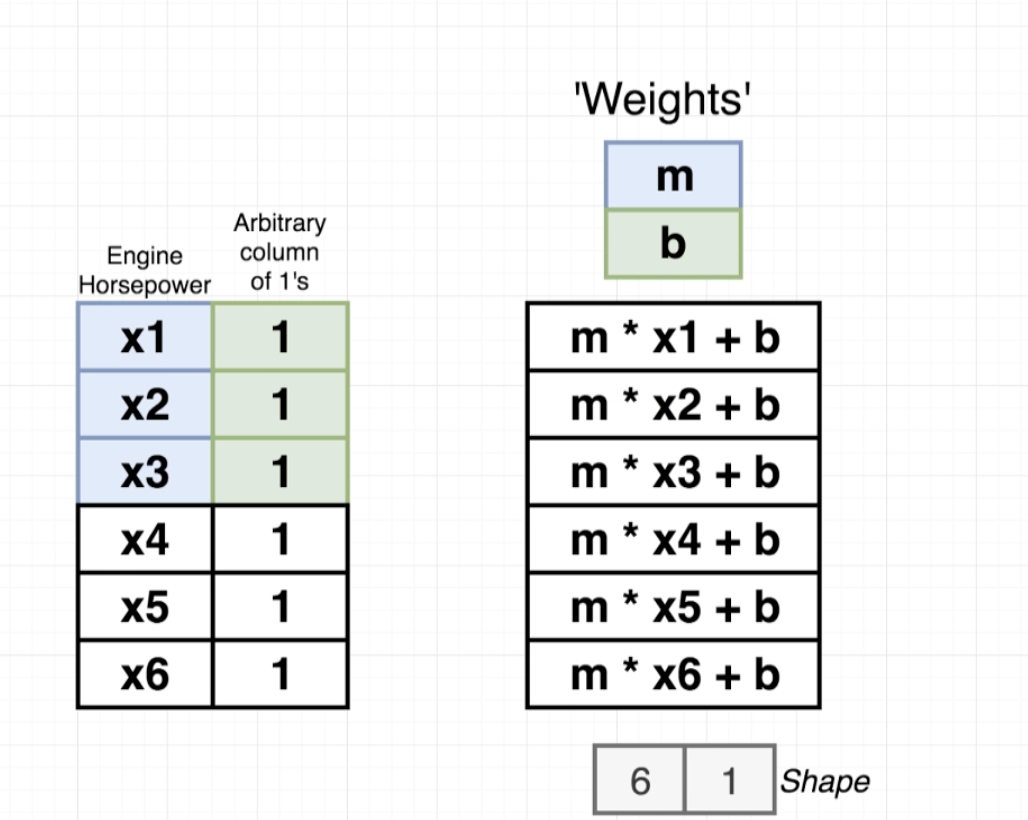 'Weights'
m
b
Engine
Horsepower
Arbitrary
column
of 1's
x1 1
x2 1
x3 1
x4 1
x5 1
x6 1
m * x1 + b
m * x2 + b
m * x3 + b
m * x4 + b
m * x5 + b
m * x6 + b
6 1 Shape